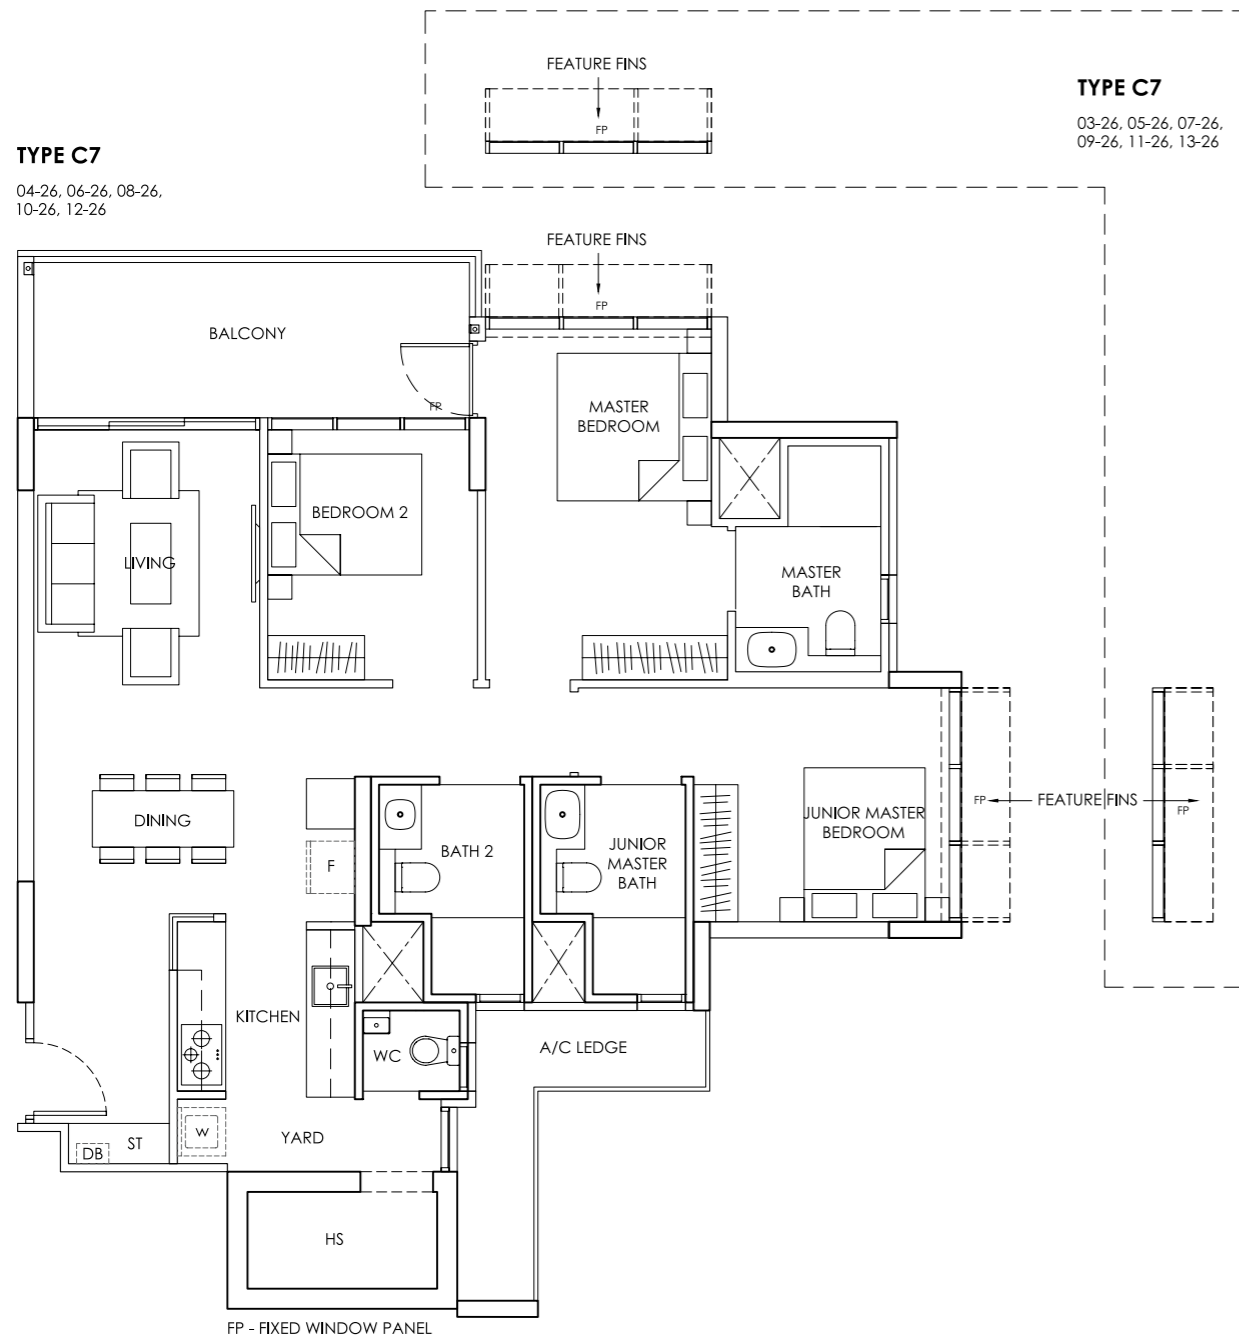 FEATURE FINS
FP
TYPE C7
03-26, 05-26, 07-26,
09-26, 11-26, 13-26
TYPE C7
04-26, 06-26, 08-26,
10-26, 12-26
FEATURE FINS
FP
BALCONY
FP
MASTER
BEDROOM
BEDROOM 2
LIVING
MASTER
BATH
DINING
F
BATH 2
JUNIOR
MASTER
BATH
JUNIOR MASTER
BEDROOM
FP
FEATURE FINS
FP
KITCHEN
WC
A/C LEDGE
W
YARD
ST
DB
HS
FP - FIXED WINDOW PANEL